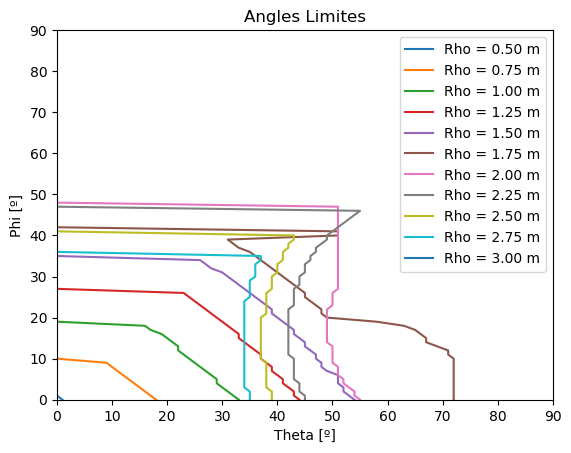 Angles Limites
90
80
70
60
50
40
30
20
10
0
Phi [º]
Rho = 0.50 m
Rho = 0.75 m
Rho = 1.00 m
Rho = 1.25 m
Rho = 1.50 m
Rho = 1.75 m
Rho = 2.00 m
Rho = 2.25 m
Rho = 2.50 m
Rho = 2.75 m
Rho = 3.00 m
0 10 20 30 40 50 60 70 80 90
Theta [º]